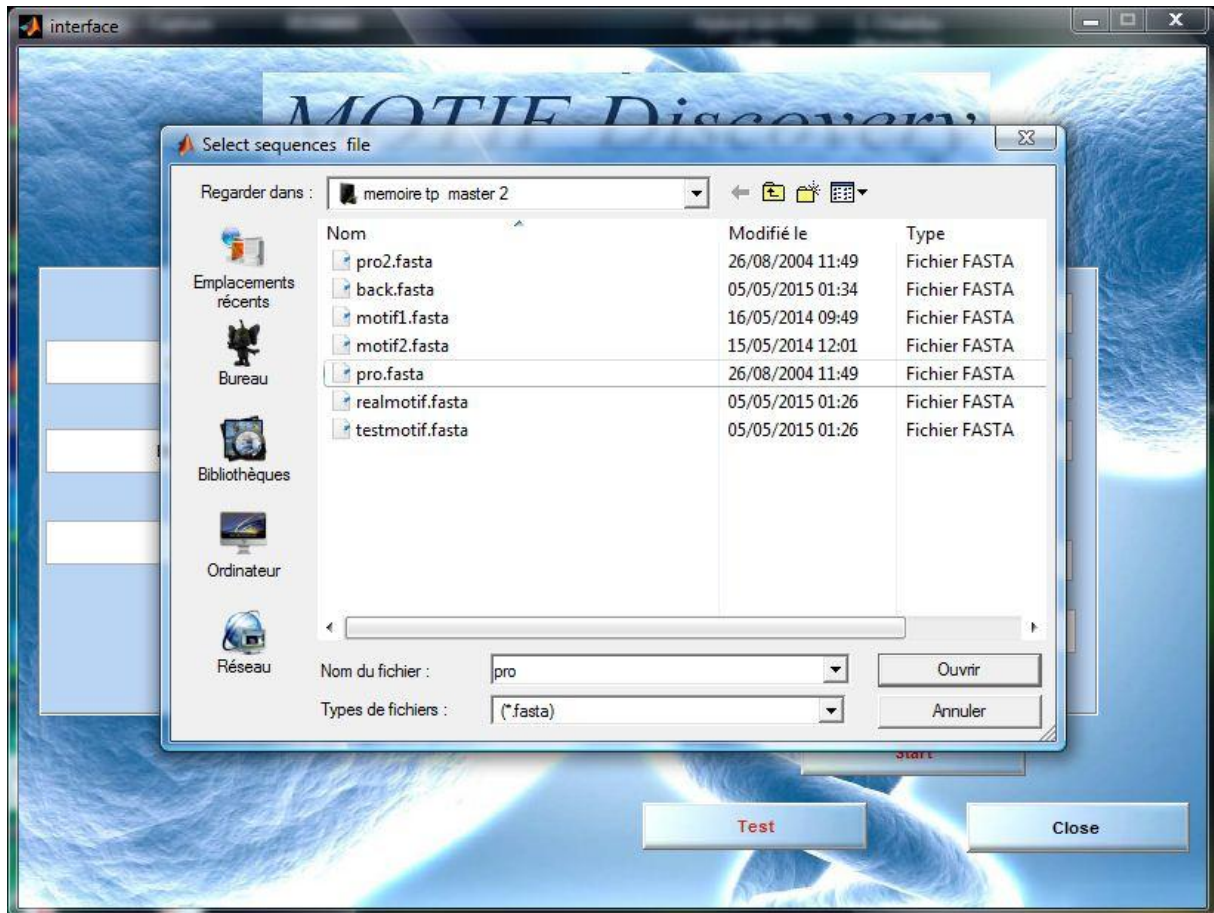 interface
MOTIF Discovery
Select sequences file
Regarder dans :
memoire tp master 2
Nom Modifié le Type
pro2.fasta 26/08/2004 11:49 Fichier FASTA
back.fasta 05/05/2015 01:34 Fichier FASTA
motif1.fasta 16/05/2014 09:49 Fichier FASTA
motif2.fasta 15/05/2014 12:01 Fichier FASTA
pro.fasta 26/08/2004 11:49 Fichier FASTA
realmotif.fasta 05/05/2015 01:26 Fichier FASTA
testmotif.fasta 05/05/2015 01:26 Fichier FASTA
Emplacements
récents
Bureau
Bibliothèques
Ordinateur
Réseau
Nom du fichier : pro Ouvrir
Types de fichiers : (*.fasta) Annuler
Start
Test Close